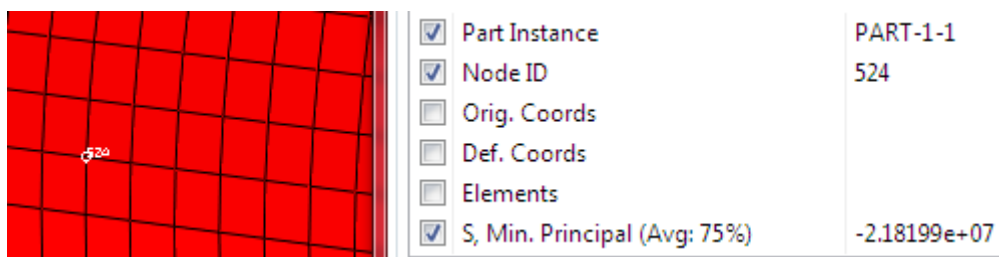 524
Part Instance PART-1-1
Node ID 524
Orig. Coords
Def. Coords
Elements
S, Min. Principal (Avg: 75%) -2.18199e+07